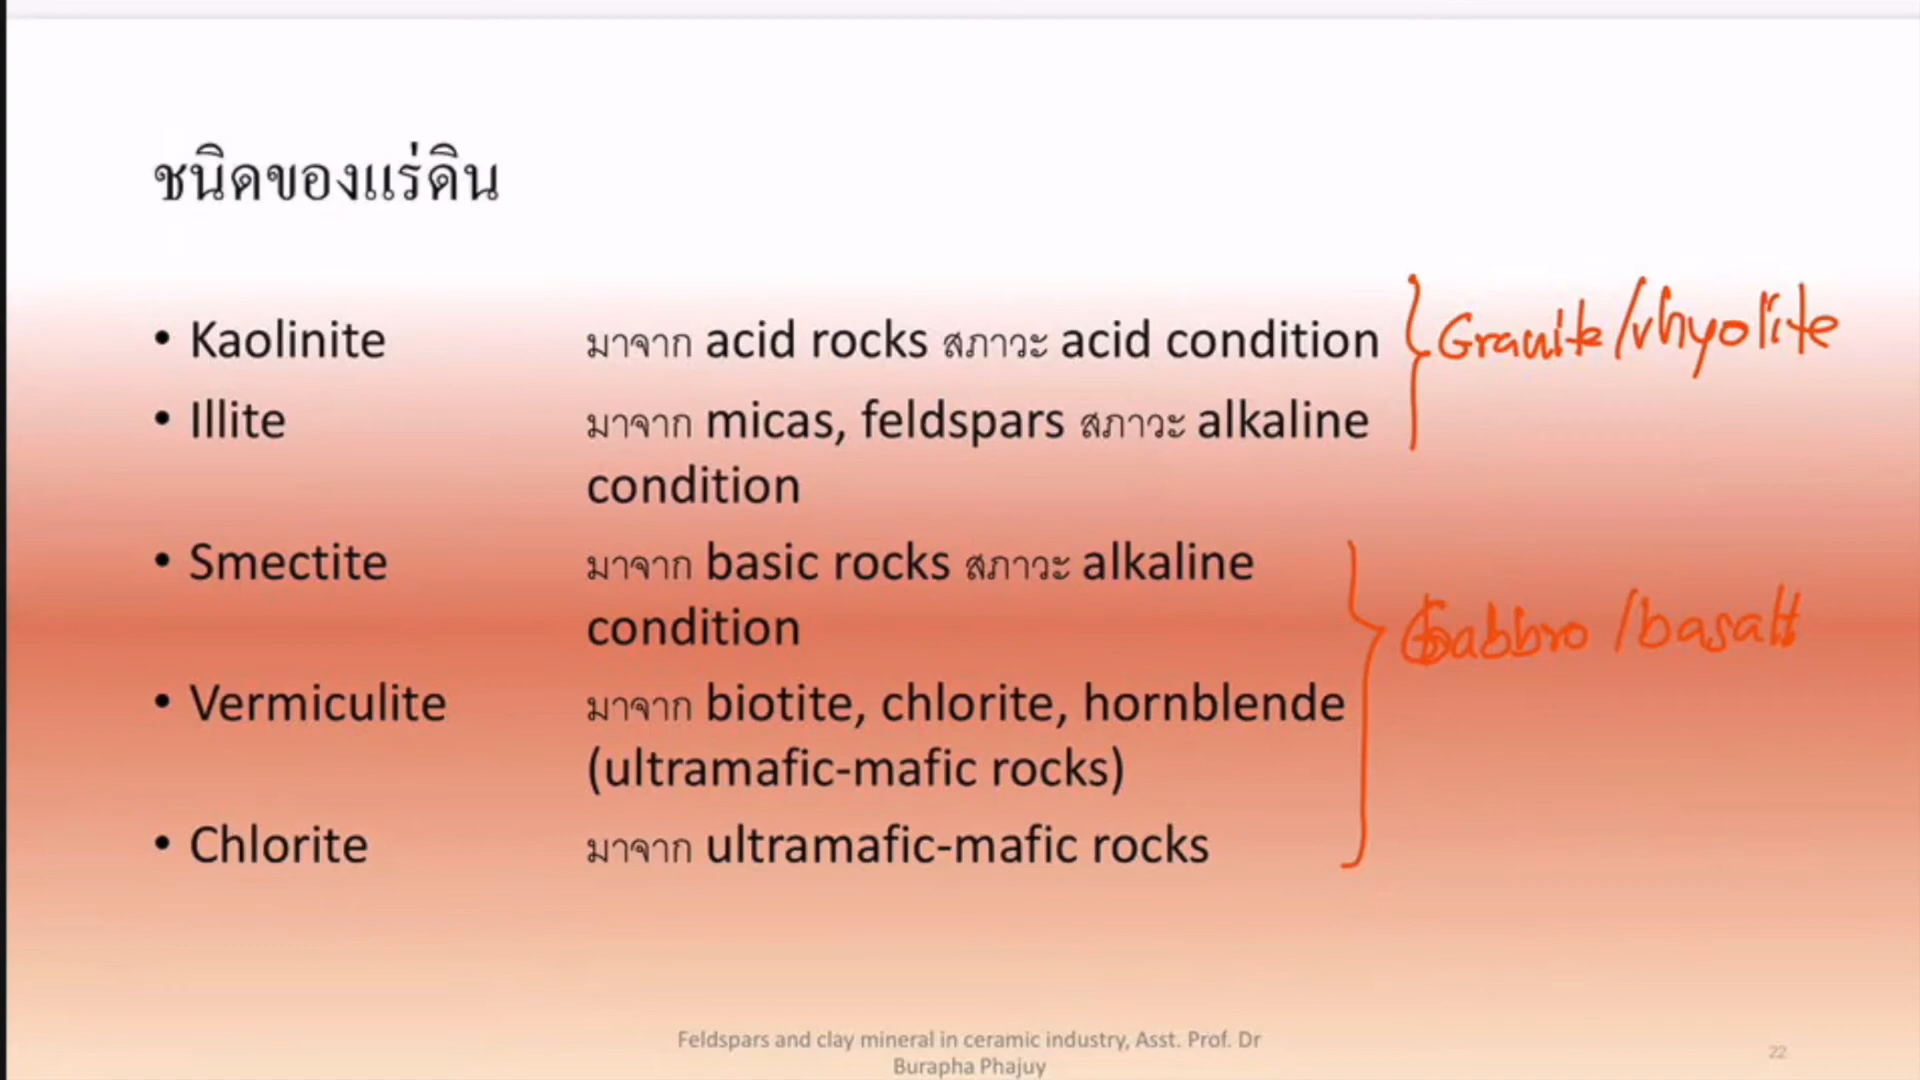 ชนิดของแร่ดิน
• Kaolinite มาจาก acid rocks สภาวะ acid condition
Granite/rhyolite
• Illite มาจาก micas, feldspars สภาวะ alkaline
condition
• Smectite มาจาก basic rocks สภาวะ alkaline
condition
Gabbro/basalt
• Vermiculite มาจาก biotite, chlorite, hornblende
(ultramafic-mafic rocks)
• Chlorite มาจาก ultramafic-mafic rocks
Feldspars and clay mineral in ceramic industry, Asst. Prof. Dr
Burapha Phajuy
22